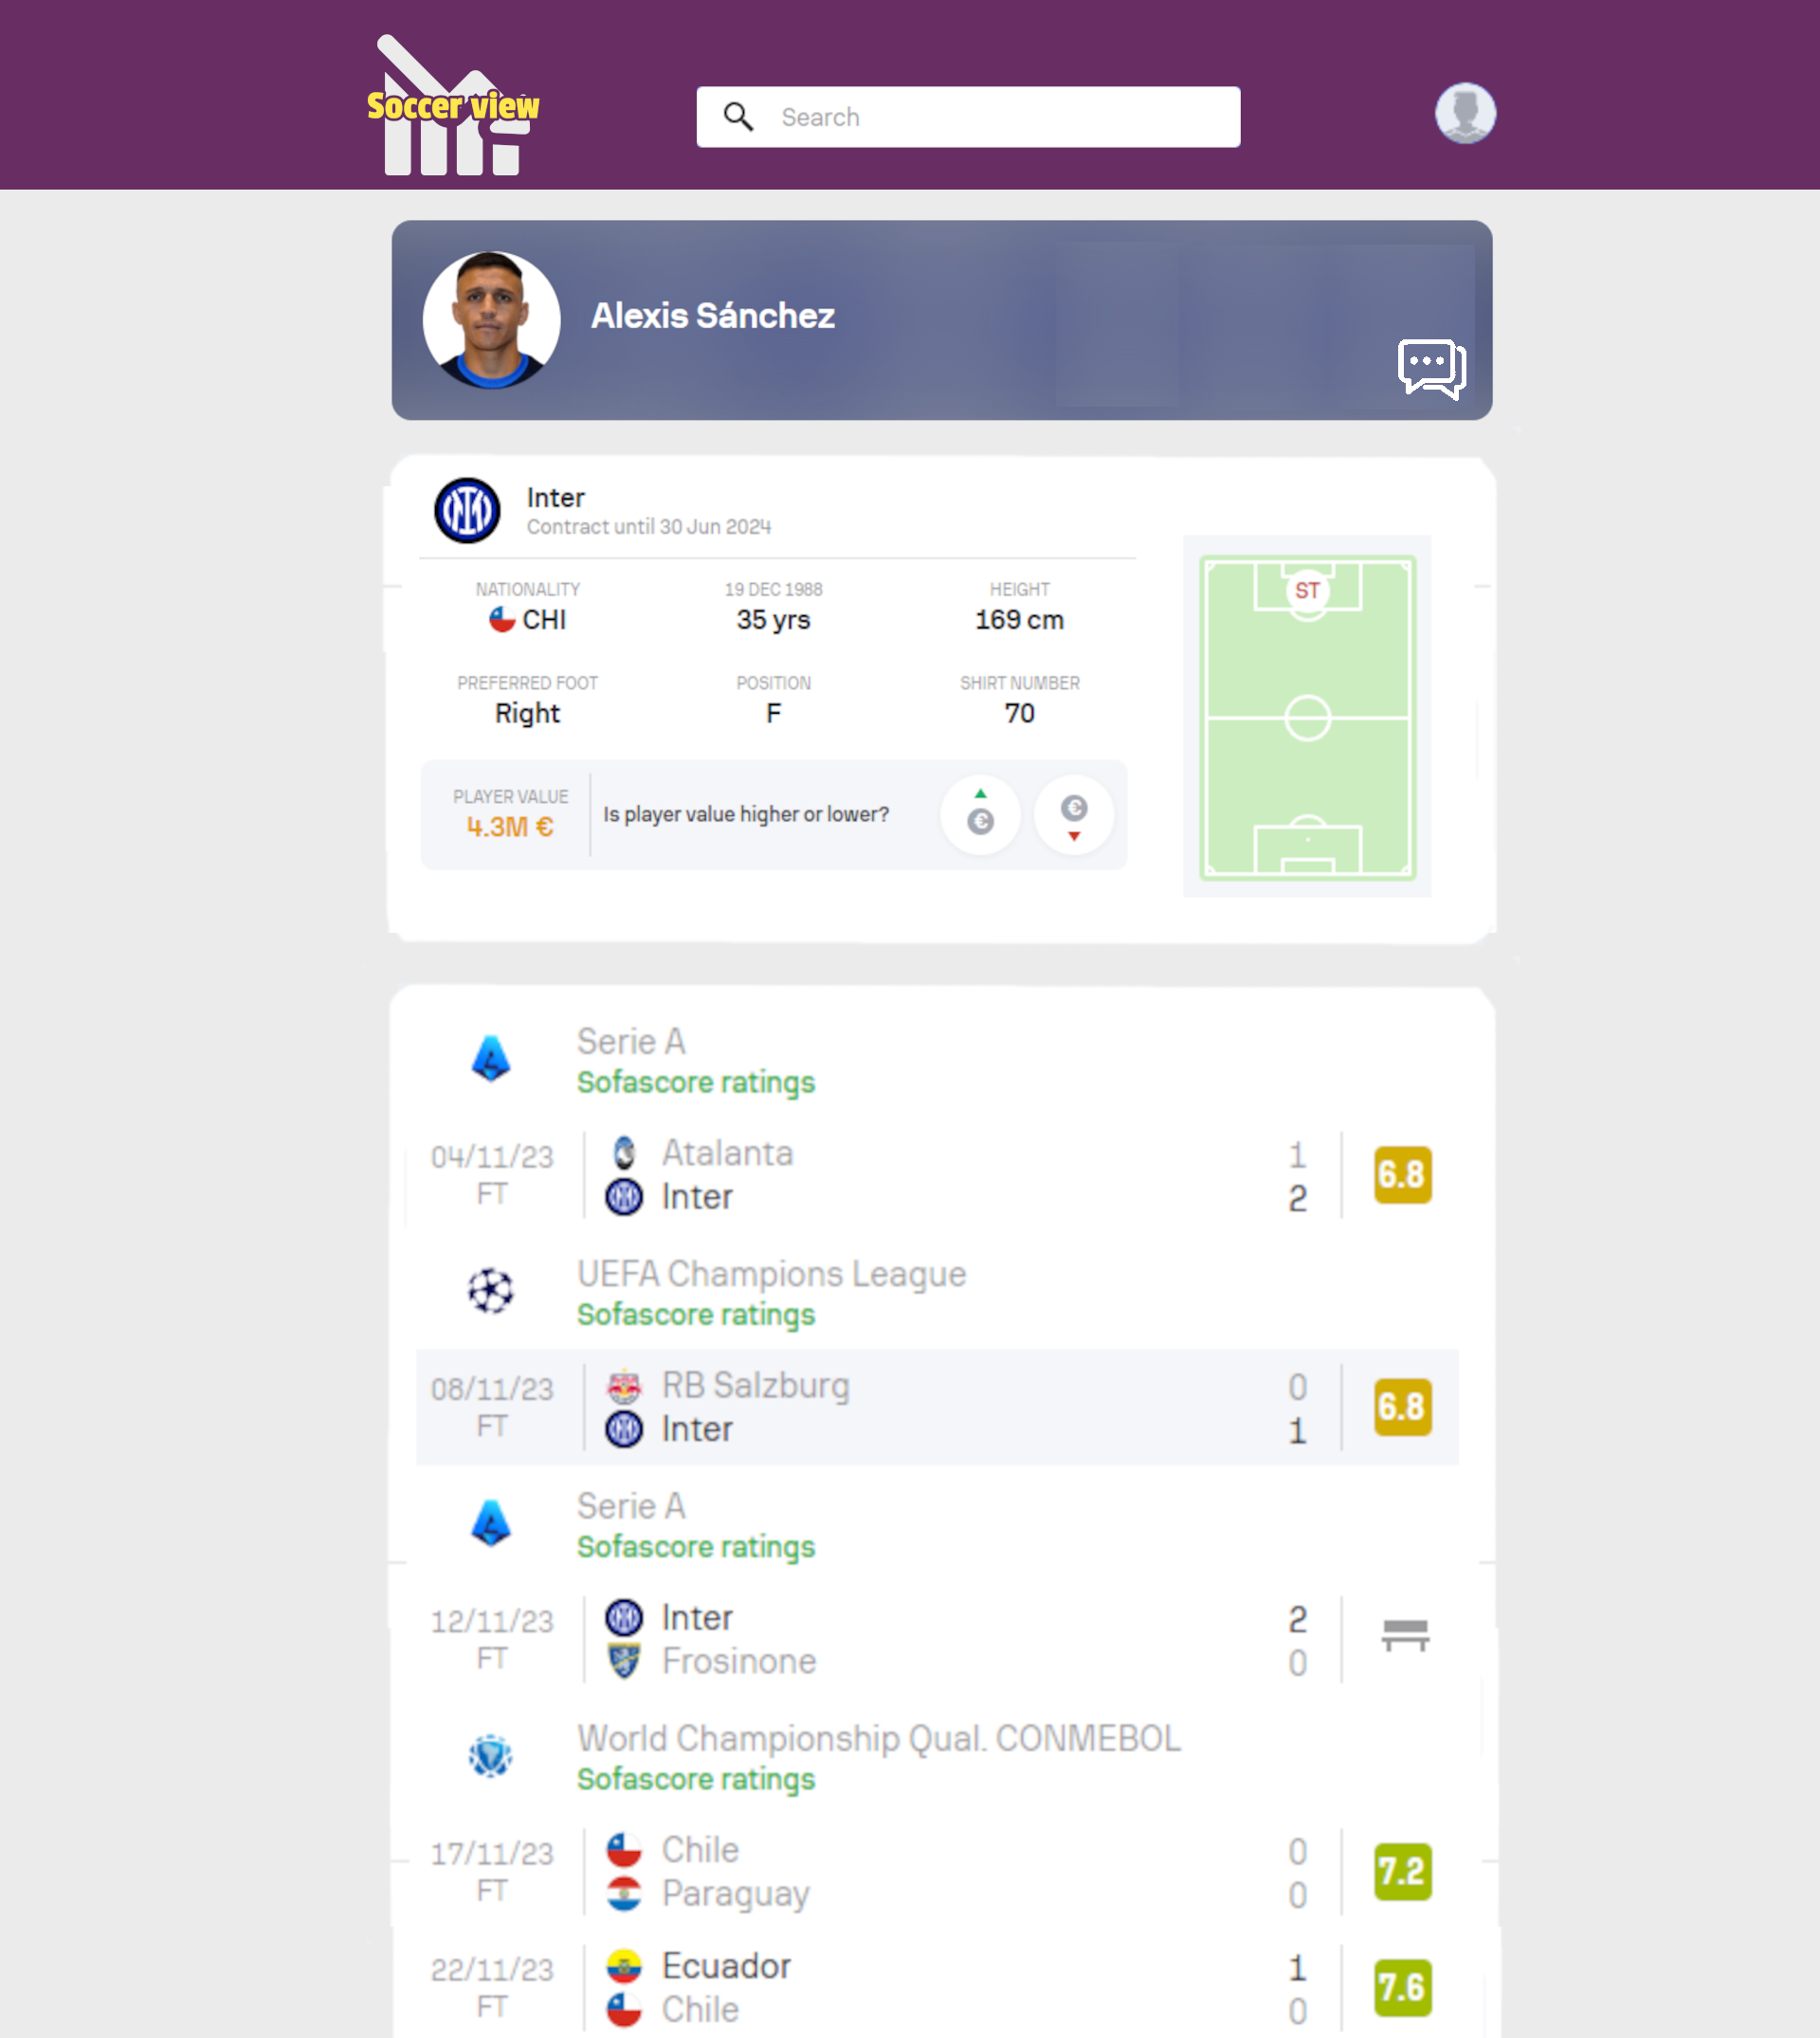 Soccer view
Search
Alexis Sánchez
Inter
Contract until 30 Jun 2024
NATIONALITY 19 DEC 1988 HEIGHT
CHI 35 yrs 169 cm
PREFERRED FOOT POSITION SHIRT NUMBER
Right F 70
ST
PLAYER VALUE
4.3M €
Is player value higher or lower?
€ €
Serie A
Sofascore ratings
04/11/23 Atalanta 1
FT Inter 2
6.8
UEFA Champions League
Sofascore ratings
08/11/23 RB Salzburg 0
FT Inter 1
6.8
Serie A
Sofascore ratings
12/11/23 Inter 2
FT Frosinone 0
World Championship Qual. CONMEBOL
Sofascore ratings
17/11/23 Chile 0
FT Paraguay 0
7.2
22/11/23 Ecuador 1
FT Chile 0
7.6